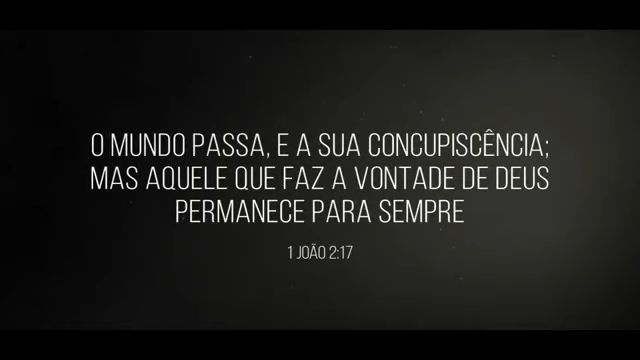 O MUNDO PASSA, E A SUA CONCUPISCÊNCIA;
MAS AQUELE QUE FAZ A VONTADE DE DEUS
PERMANECE PARA SEMPRE
1 JOÃO 2:17